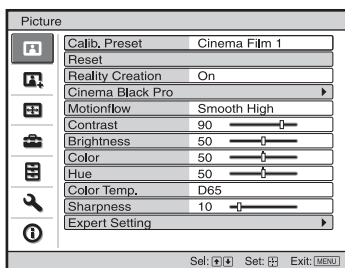 Picture
Calib. Preset Cinema Film 1
Reset
Reality Creation On
Cinema Black Pro
Motionflow Smooth High
Contrast 90
Brightness 50
Color 50
Hue 50
Color Temp. D65
Sharpness 10
Expert Setting
Sel: Set: Exit: MENU